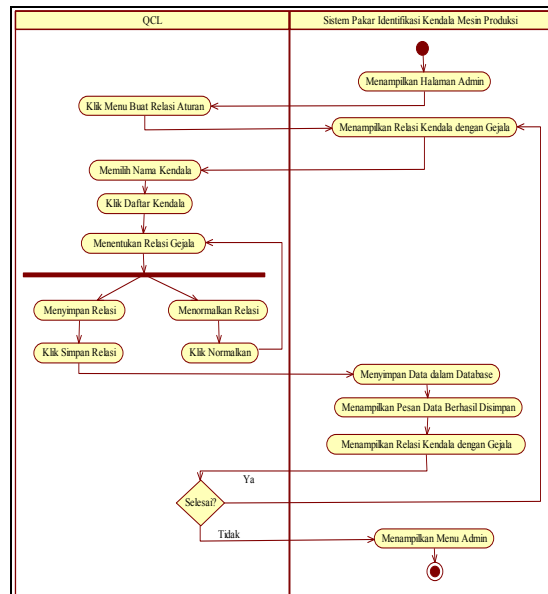 QCL
Sistem Pakar Identifikasi Kendala Mesin Produksi
Menampilkan Halaman Admin
Klik Menu Buat Relasi Aturan
Menampilkan Relasi Kendala dengan Gejala
Memilih Nama Kendala
Klik Daftar Kendala
Menentukan Relasi Gejala
Menyimpan Relasi
Menormalkan Relasi
Klik Simpan Relasi
Klik Normalkan
Menyimpan Data dalam Database
Menampilkan Pesan Data Berhasil Disimpan
Menampilkan Relasi Kendala dengan Gejala
Ya
Selesai?
Tidak
Menampilkan Menu Admin